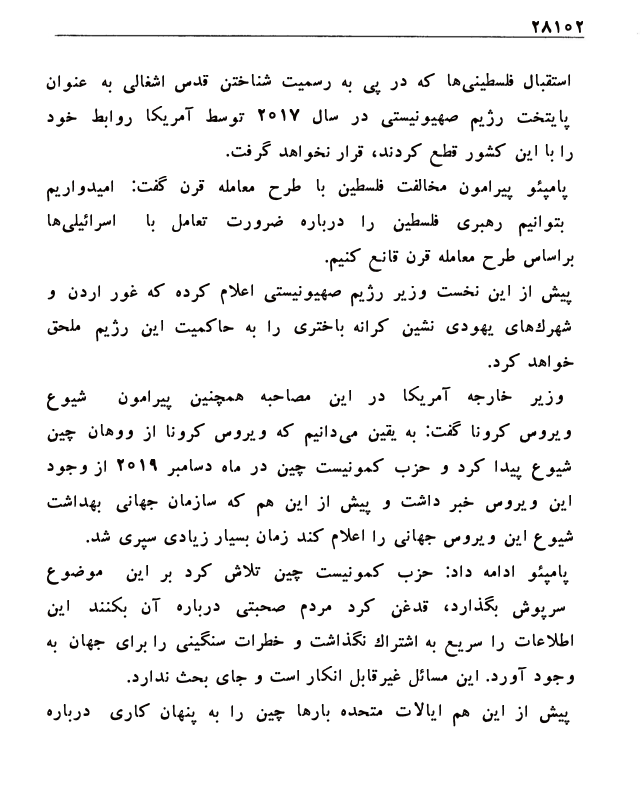 ۲۸۱۰۲
استقبال فلسطینی‌ها که در پی به رسمیت شناختن قدس اشغالی به عنوان
پایتخت رژیم صهیونیستی در سال ۲۰۱۷ توسط آمریکا روابط خود
را با این کشور قطع کردند، قرار نخواهد گرفت.
پامپئو پیرامون مخالفت فلسطین با طرح معامله قرن گفت: امیدواریم
بتوانیم رهبری فلسطین را درباره ضرورت تعامل با اسرائیلی‌ها
براساس طرح معامله قرن قانع کنیم.
پیش از این نخست وزیر رژیم صهیونیستی اعلام کرده که غور اردن و
شهرک‌های یهودی نشین کرانه باختری را به حاکمیت این رژیم ملحق
خواهد کرد.
وزیر خارجه آمریکا در این مصاحبه همچنین پیرامون شیوع
ویروس کرونا گفت: به یقین می‌دانیم که ویروس کرونا از ووهان چین
شیوع پیدا کرد و حزب کمونیست چین در ماه دسامبر ۲۰۱۹ از وجود
این ویروس خبر داشت و پیش از این هم که سازمان جهانی بهداشت
شیوع این ویروس جهانی را اعلام کند زمان بسیار زیادی سپری شد.
پامپئو ادامه داد: حزب کمونیست چین تلاش کرد بر این موضوع
سرپوش بگذارد، قدغن کرد مردم صحبتی درباره آن بکنند این
اطلاعات را سریع به اشتراک نگذاشت و خطرات سنگینی را برای جهان به
وجود آورد. این مسائل غیرقابل انکار است و جای بحث ندارد.
پیش از این هم ایالات متحده بارها چین را به پنهان کاری درباره